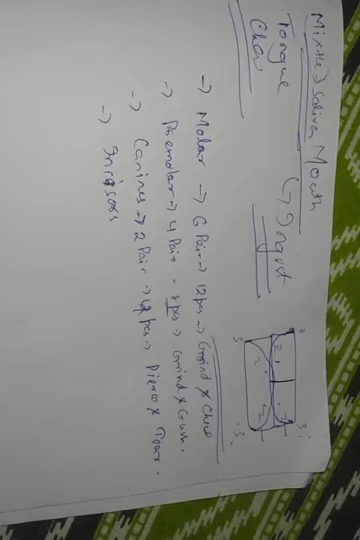 Mixture → Saliva Mouth
Tongue ↳ Ingest
Chew
→ Molar → 6 Pair → 12 pcs → Grind & Chew
→ Premolar → 4 Pair - 8 pcs → Grind &
→ Canines → 2 Pair → 4 pcs → Pierce & Tear.
→ Incisors